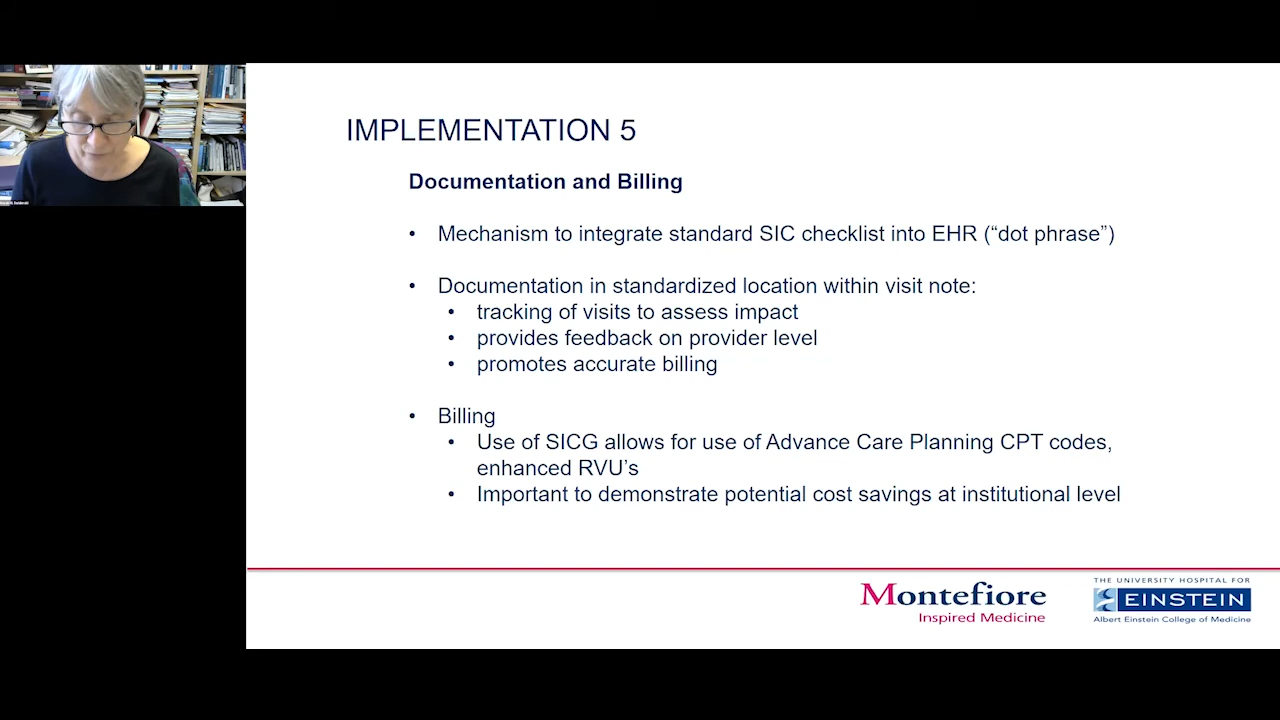 IMPLEMENTATION 5
Documentation and Billing
• Mechanism to integrate standard SIC checklist into EHR (“dot phrase”)
• Documentation in standardized location within visit note:
• tracking of visits to assess impact
• provides feedback on provider level
• promotes accurate billing
• Billing
• Use of SICG allows for use of Advance Care Planning CPT codes,
enhanced RVU’s
• Important to demonstrate potential cost savings at institutional level
Montefiore
Inspired Medicine
THE UNIVERSITY HOSPITAL FOR
EINSTEIN
Albert Einstein College of Medicine